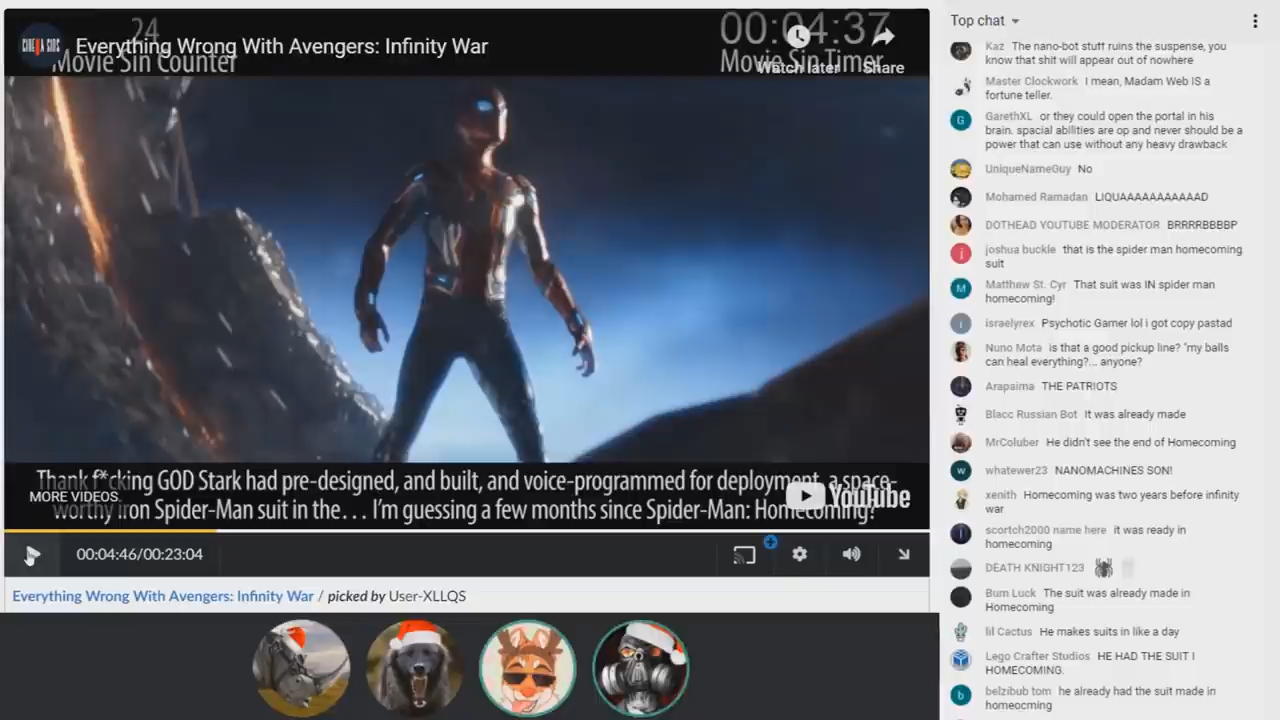 24
00:04:37
CINEMA SINS
Everything Wrong With Avengers: Infinity War
Movie Sin Counter
Movie Sin Timer
Watch later
Share
Thank f*cking GOD Stark had pre-designed, and built, and voice-programmed for deployment, a space-
worthy Iron Spider-Man suit in the... I'm guessing a few months since Spider-Man: Homecoming!
MORE VIDEOS
YouTube
00:04:46/00:23:04
Everything Wrong With Avengers: Infinity War / picked by User-XLLQS
Top chat
Kaz The nano-bot stuff ruins the suspense, you
know that shit will appear out of nowhere
Master Clockwork I mean, Madam Web IS a
fortune teller.
G
GarethXL or they could open the portal in his
brain. spacial abilities are op and never should be a
power that can use without any heavy drawback
UniqueNameGuy No
Mohamed Ramadan LIQUAAAAAAAAAAD
DOTHEAD YOUTUBE MODERATOR BRRRRBBBBP
j
joshua buckle that is the spider man homecoming
suit
M
Matthew St. Cyr That suit was IN spider man
homecoming!
i
israelyrex Psychotic Gamer lol i got copy pastad
Nuno Mota is that a good pickup line? "my balls
can heal everything?... anyone?
Arapaima THE PATRIOTS
Blacc Russian Bot It was already made
MrColuber He didn't see the end of Homecoming
w
whatewer23 NANOMACHINES SON!
xenith Homecoming was two years before infinity
war
scortch2000 name here it was ready in
homecoming
DEATH KNIGHT123
Bum Luck The suit was already made in
Homecoming
lil Cactus He makes suits in like a day
Lego Crafter Studios HE HAD THE SUIT I
HOMECOMING.
b
belzibub tom he already had the suit made in
homeocming